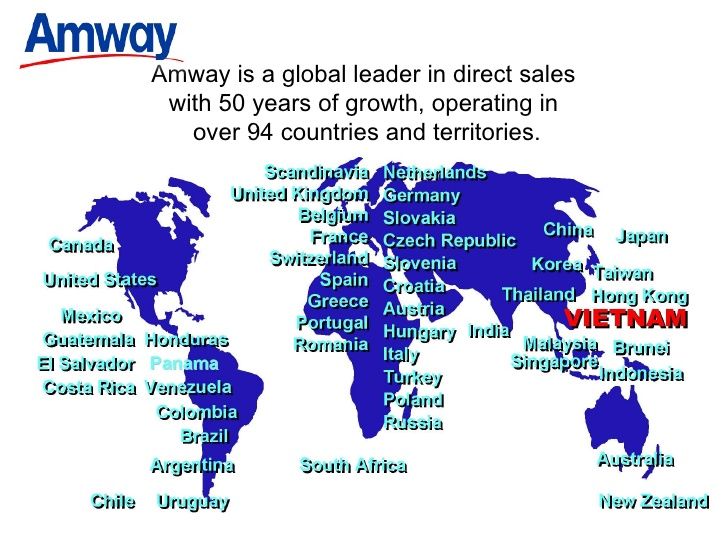 Amway
Amway is a global leader in direct sales
with 50 years of growth, operating in
over 94 countries and territories.
Scandinavia
United Kingdom
Belgium
France
Switzerland
Spain
Greece
Portugal
Romania
Netherlands
Germany
Slovakia
Czech Republic
Slovenia
Croatia
Austria
Hungary
Italy
Turkey
Poland
Russia
Canada
United States
Mexico
Guatemala Honduras
El Salvador Panama
Costa Rica Venezuela
Colombia
Brazil
Argentina
Chile Uruguay
South Africa
China Japan
Korea Taiwan
Thailand Hong Kong
VIETNAM
India Malaysia Brunei
Singapore Indonesia
Australia
New Zealand